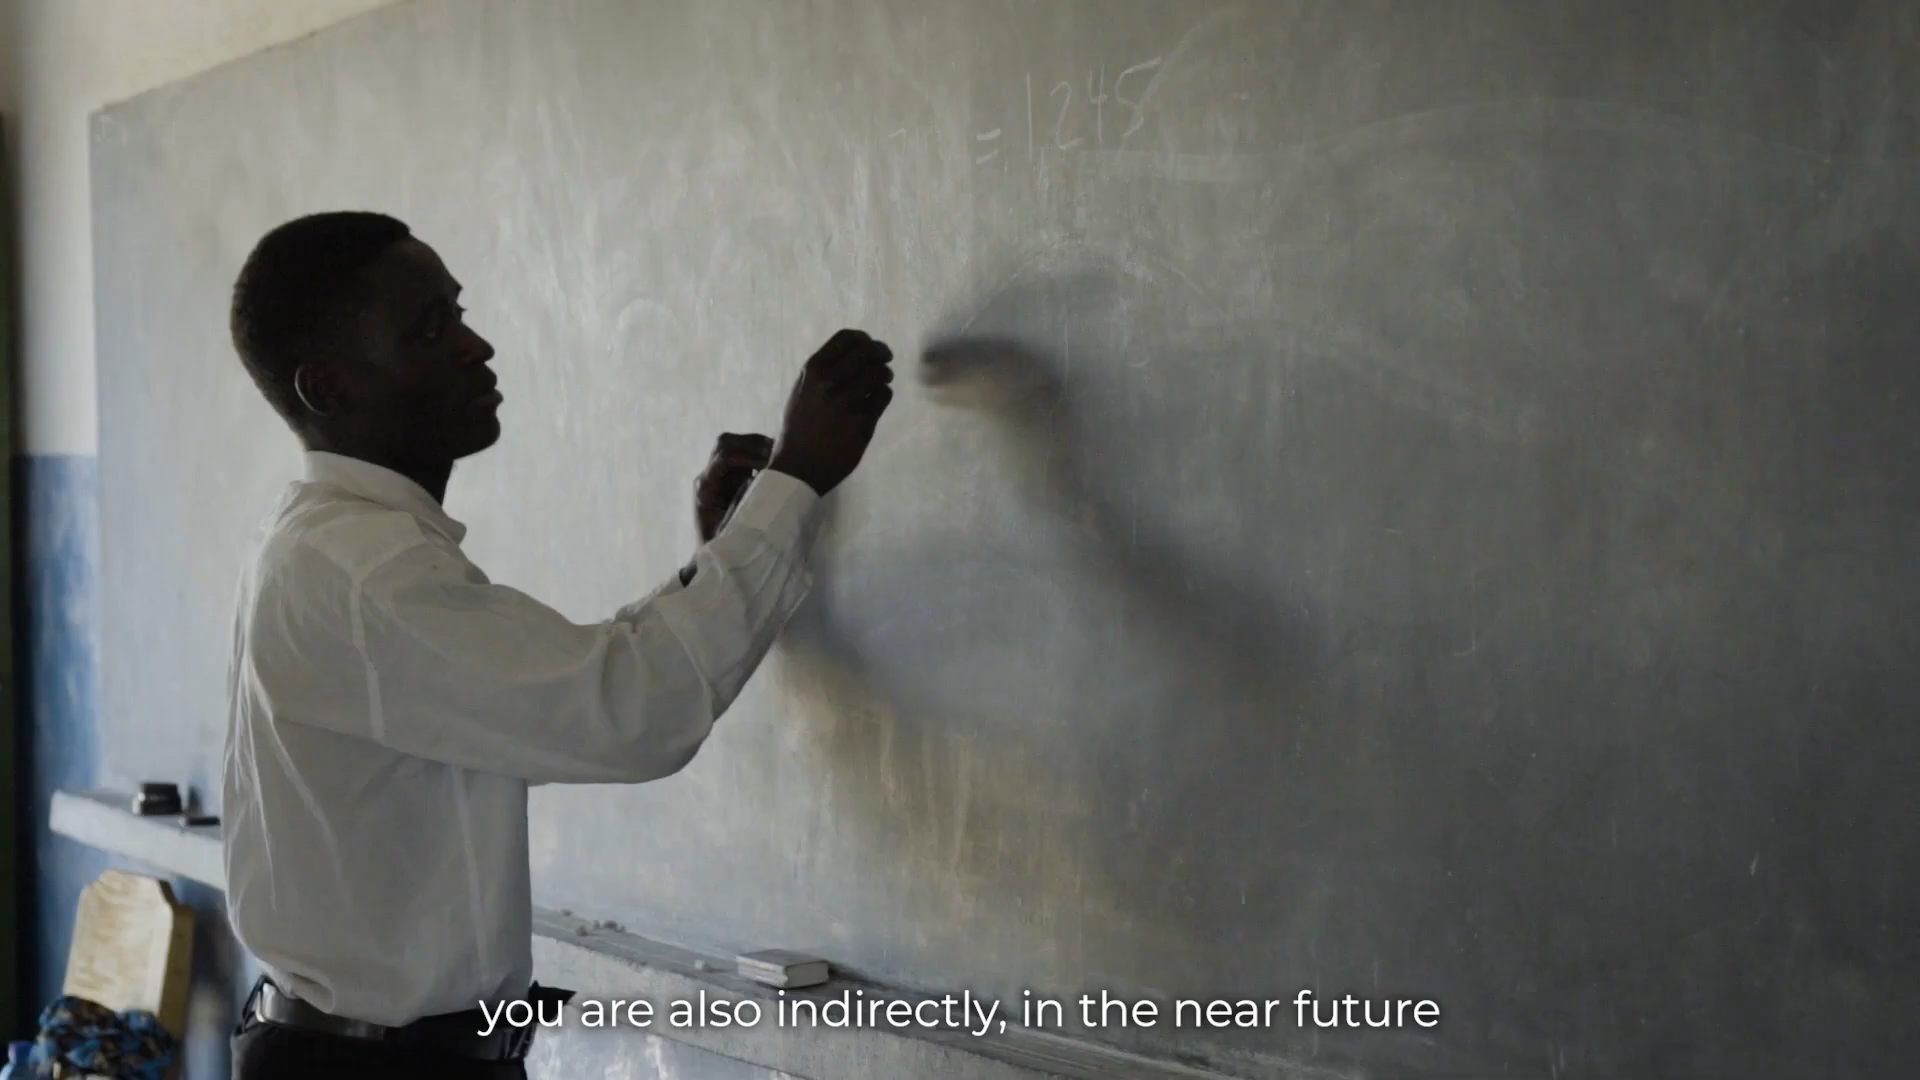 = 1245
you are also indirectly, in the near future